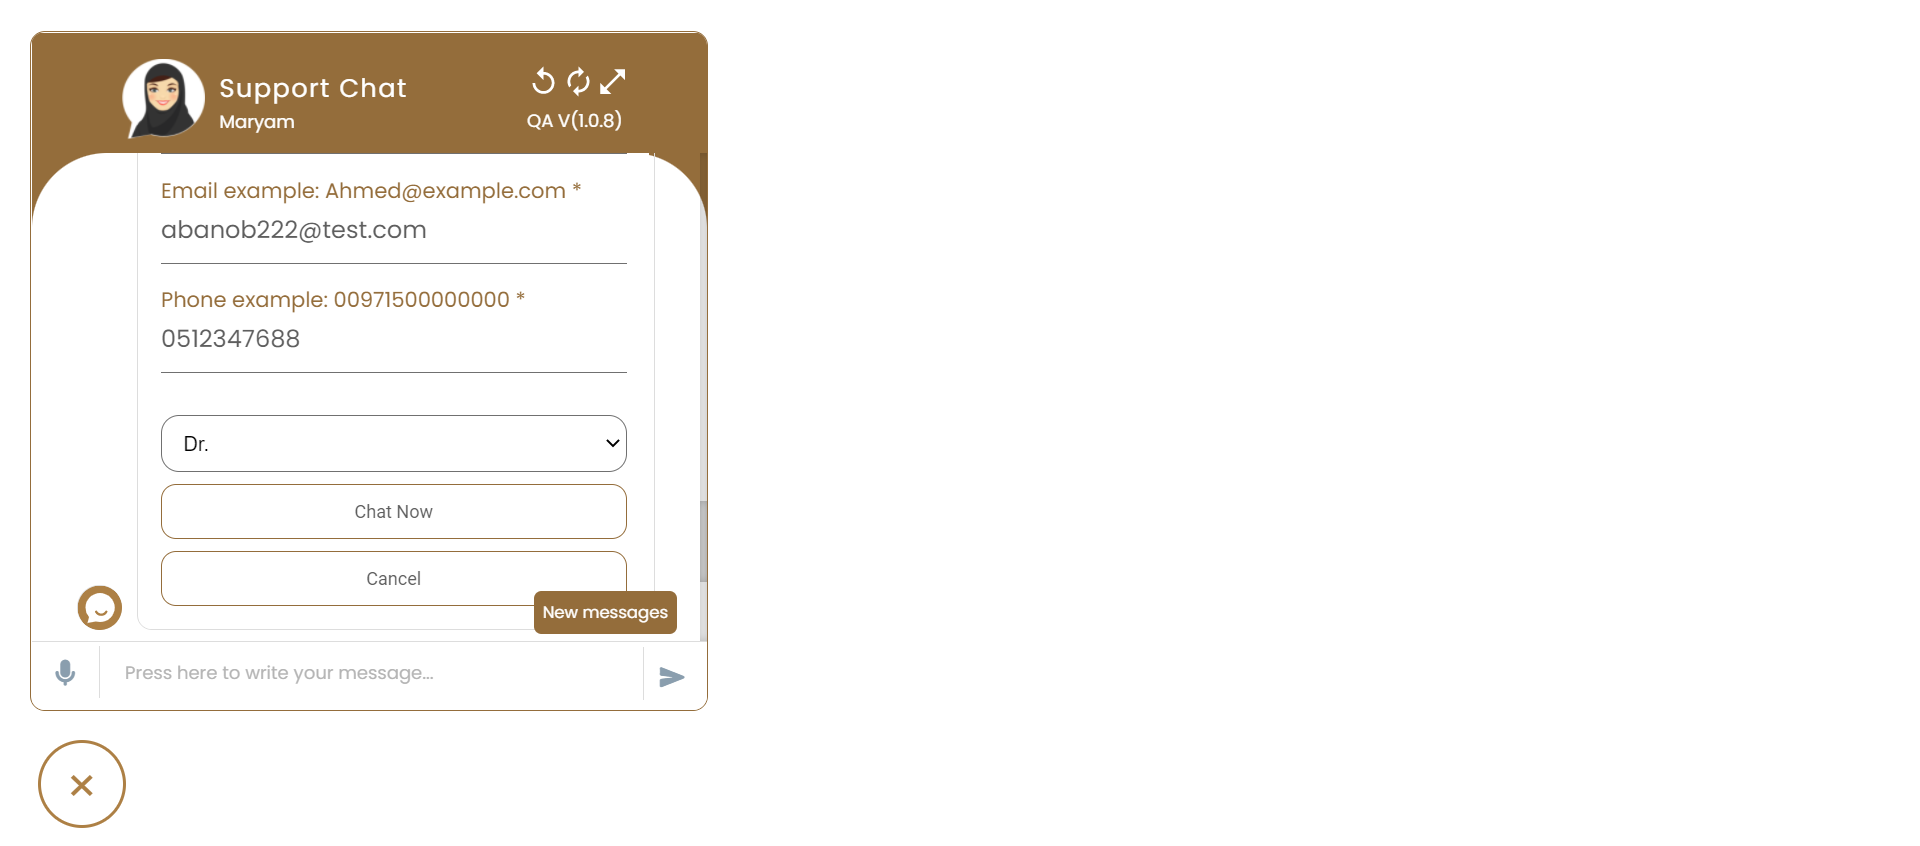 Support Chat
Maryam
QA V(1.0.8)
Email example: Ahmed@example.com *
abanob222@test.com
Phone example: 00971500000000 *
0512347688
Dr.
Chat Now
Cancel
New messages
Press here to write your message...